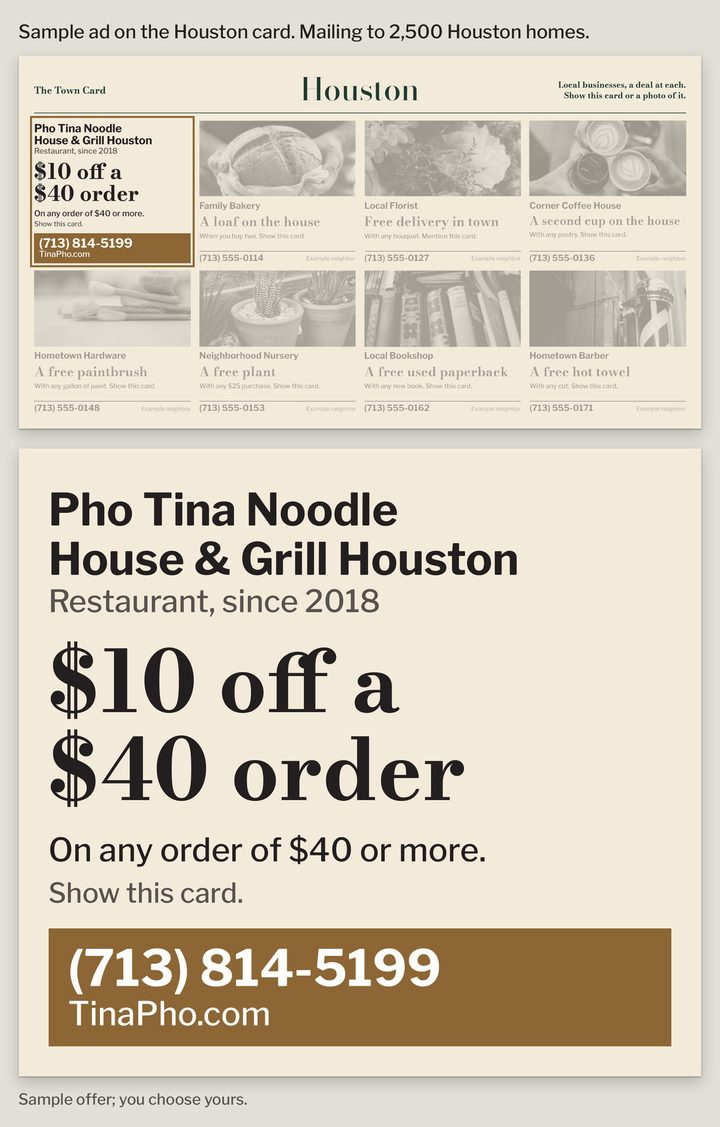 Sample ad on the Houston card. Mailing to 2,500 Houston homes.
The Town Card
Houston
Local businesses, a deal at each.
Show this card or a photo of it.
Pho Tina Noodle
House & Grill Houston
Restaurant, since 2018
$10 off a
$40 order
On any order of $40 or more.
Show this card.
(713) 814-5199
TinaPho.com
Family Bakery
A loaf on the house
When you buy two. Show this card.
(713) 555-0114
Example neighbor
Local Florist
Free delivery in town
With any bouquet. Mention this card.
(713) 555-0127
Example neighbor
Corner Coffee House
A second cup on the house
With any pastry. Show this card.
(713) 555-0136
Example neighbor
Hometown Hardware
A free paintbrush
With any gallon of paint. Show this card.
(713) 555-0148
Example neighbor
Neighborhood Nursery
A free plant
With any $25 purchase. Show this card.
(713) 555-0153
Example neighbor
Local Bookshop
A free used paperback
With any new book. Show this card.
(713) 555-0162
Example neighbor
Hometown Barber
A free hot towel
With any cut. Show this card.
(713) 555-0171
Example neighbor
Pho Tina Noodle
House & Grill Houston
Restaurant, since 2018
$10 off a
$40 order
On any order of $40 or more.
Show this card.
(713) 814-5199
TinaPho.com
Sample offer; you choose yours.